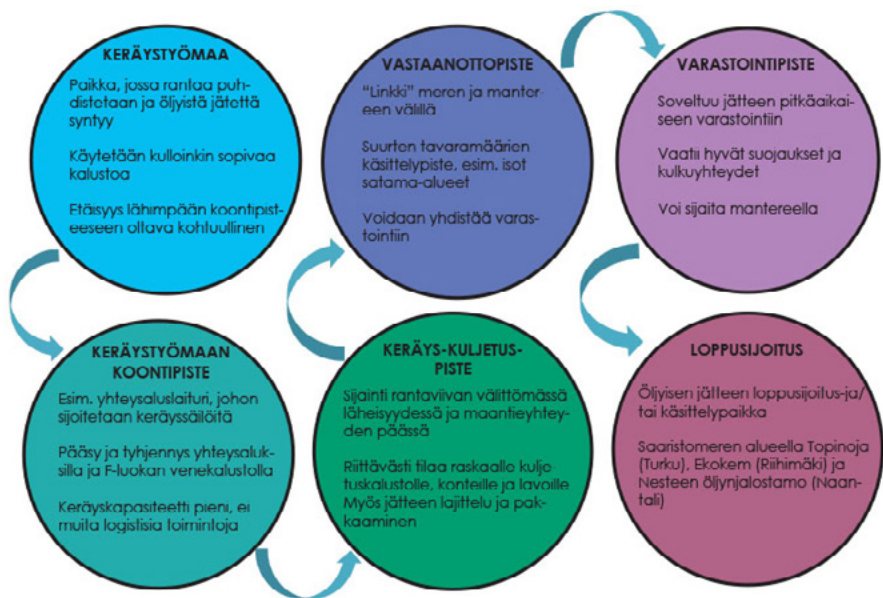 KERÄYSTYÖMAA
Paikka, jossa rantaa puh-
distetaan ja öljyistä jätettä
syntyy
Käytetään kulloinkin sopivaa
kalustoa
Etäisyys lähimpään koontipist-
eeseen oltava kohtuullinen
KERÄYSTYÖMAAN
KOONTIPISTE
Esim. yhteysaluslaituri, johon
sijoitetaan keräyssäilöitä
Pääsy ja tyhjennys yhteysaluk-
silla ja F-luokan venekalustolla
Keräyskapasiteetti pieni, ei
muita logistisia toimintoja
KERÄYS-KULJETUS-
PISTE
Sijainti rantaviivan välittömässä
läheisyydessä ja maantieyhtey-
den päässä
Riittävästi tilaa raskaalle kulje-
tuskalustolle, konteille ja lavoille
Myös jätteen lajittelu ja pak-
kaaminen
VASTAANOTTOPISTE
"Linkki" meren ja manter-
een välillä
Suurten tavaramäärien
käsittelypiste, esim. isot
satama-alueet
Voidaan yhdistää varas-
tointiin
VARASTOINTIPISTE
Soveltuu jätteen pitkäaikai-
seen varastointiin
Vaatii hyvät suojaukset ja
kulkuyhteydet
Voi sijaita mantereella
LOPPUSIJOITUS
Öljyisen jätteen loppusijoitus-ja/
tai käsittelypaikka
Saaristomeren alueella Topinoja
(Turku), Ekokem (Riihimäki) ja
Nesteen öljynjalostamo (Naan-
tali)